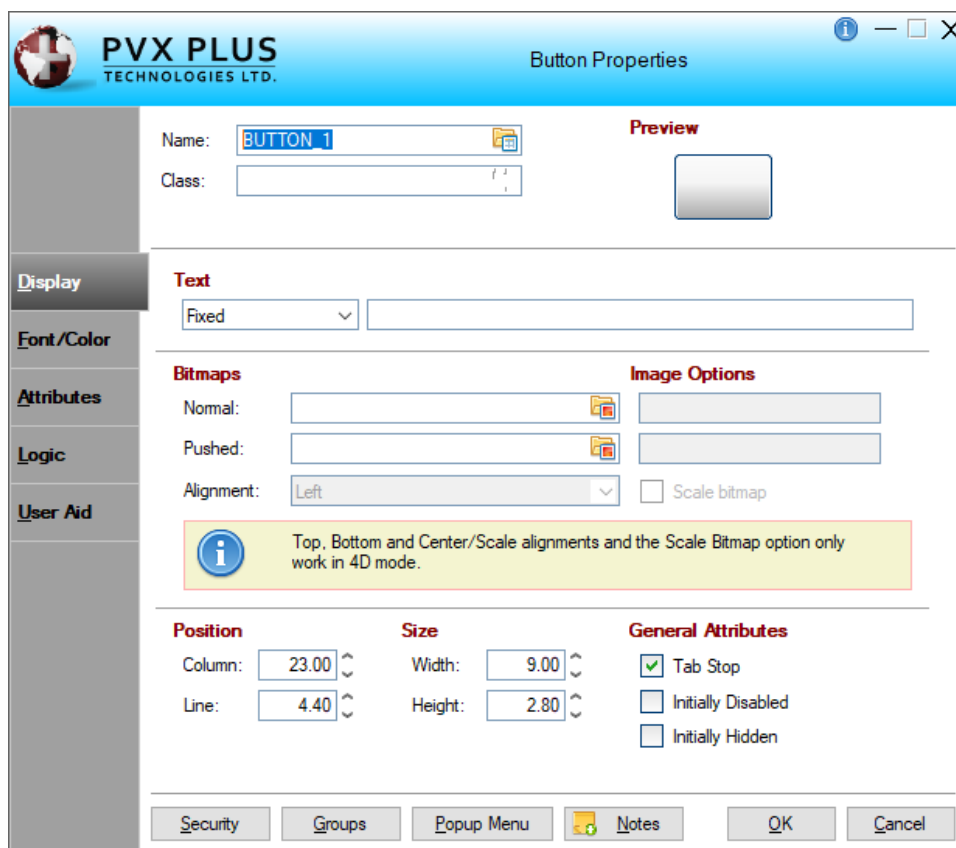 PVX PLUS
TECHNOLOGIES LTD.
Button Properties
Name: BUTTON_1
Preview
Class:
Display
Font/Color
Attributes
Logic
User Aid
Text
Fixed
Bitmaps
Image Options
Normal:
Pushed:
Alignment: Left
Scale bitmap
Top, Bottom and Center/Scale alignments and the Scale Bitmap option only
work in 4D mode.
Position
Size
General Attributes
Column: 23.00
Width: 9.00
Tab Stop
Line: 4.40
Height: 2.80
Initially Disabled
Initially Hidden
Security
Groups
Popup Menu
Notes
OK
Cancel